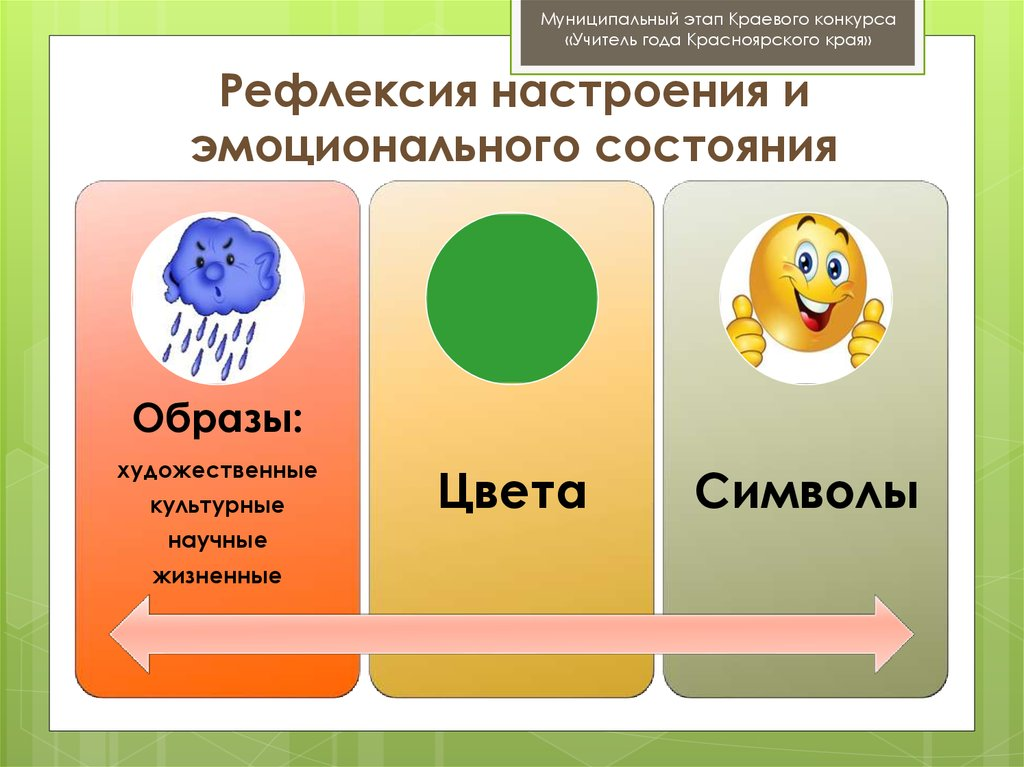 Муниципальный этап Краевого конкурса
«Учитель года Красноярского края»
Рефлексия настроения и
эмоционального состояния
Образы:
художественные
культурные
научные
жизненные
Цвета
Символы